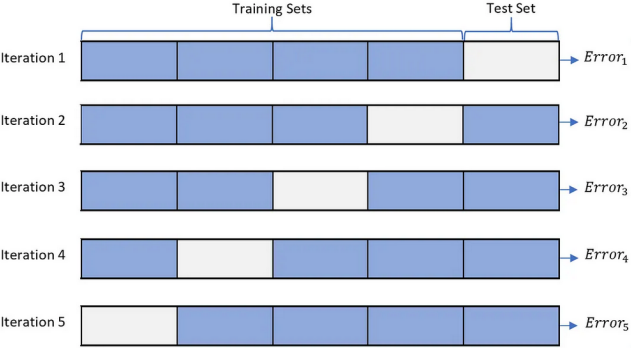 Training Sets Test Set
Iteration 1 Error₁
Iteration 2 Error₂
Iteration 3 Error₃
Iteration 4 Error₄
Iteration 5 Error₅